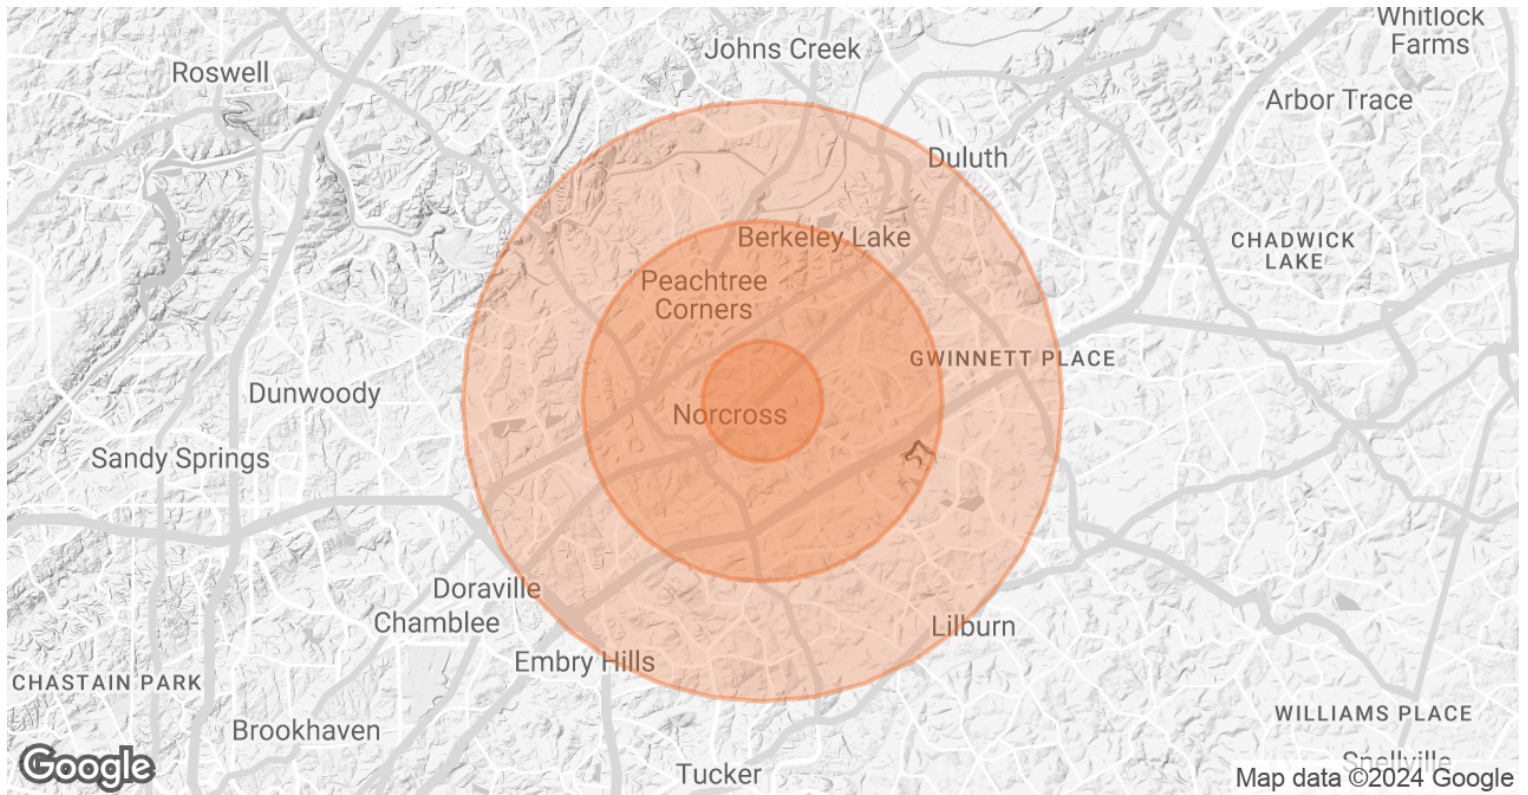 Whitlock
Farms
Johns Creek
Roswell
Arbor Trace
Duluth
Berkeley Lake
CHADWICK
LAKE
Peachtree
Corners
GWINNETT PLACE
Dunwoody
Norcross
Sandy Springs
Doraville
Chamblee
Lilburn
Embry Hills
CHASTAIN PARK
WILLIAMS PLACE
Brookhaven
Snellville
Google
Tucker
Map data ©2024 Google